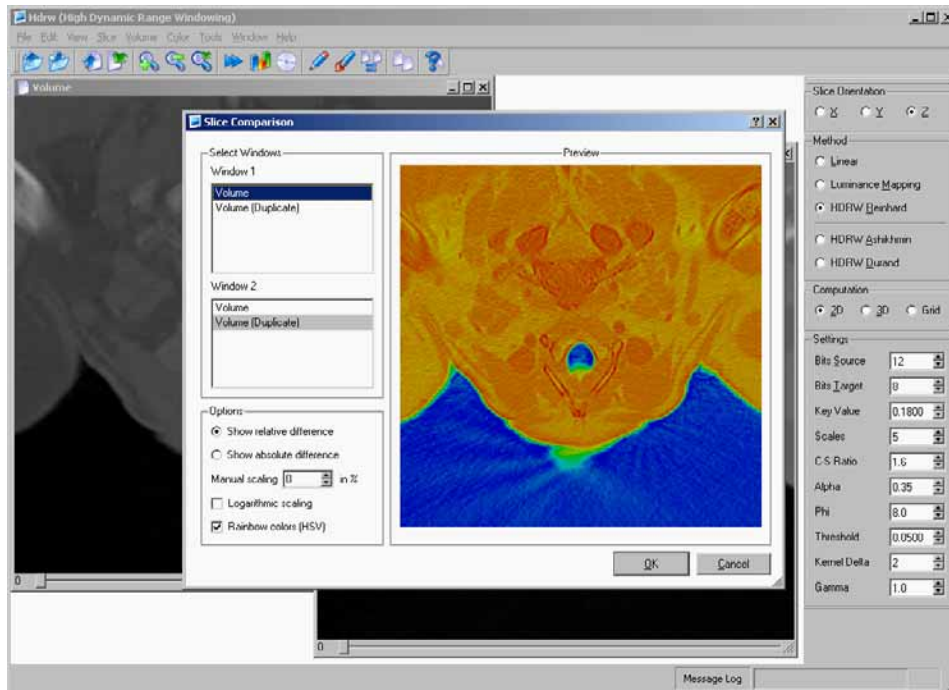 Hdrw (High Dynamic Range Windowing)
File Edit View Slice Volume Color Tools Window Help
Volume
Slice Comparison
Select Windows
Window 1
Volume
Volume (Duplicate)
Window 2
Volume
Volume (Duplicate)
Options
Show relative difference
Show absolute difference
Manual scaling 0 in %
Logarithmic scaling
Rainbow colors (HSV)
Preview
OK Cancel
0
0
Slice Orientation
X Y Z
Method
Linear
Luminance Mapping
HDRW Reinhard
HDRW Ashikhmin
HDRW Durand
Computation
2D 3D Grid
Settings
Bits Source 12
Bits Target 8
Key Value 0.1800
Scales 5
C-S Ratio 1.6
Alpha 0.35
Phi 8.0
Threshold 0.0500
Kernel Delta 2
Gamma 1.0
Message Log